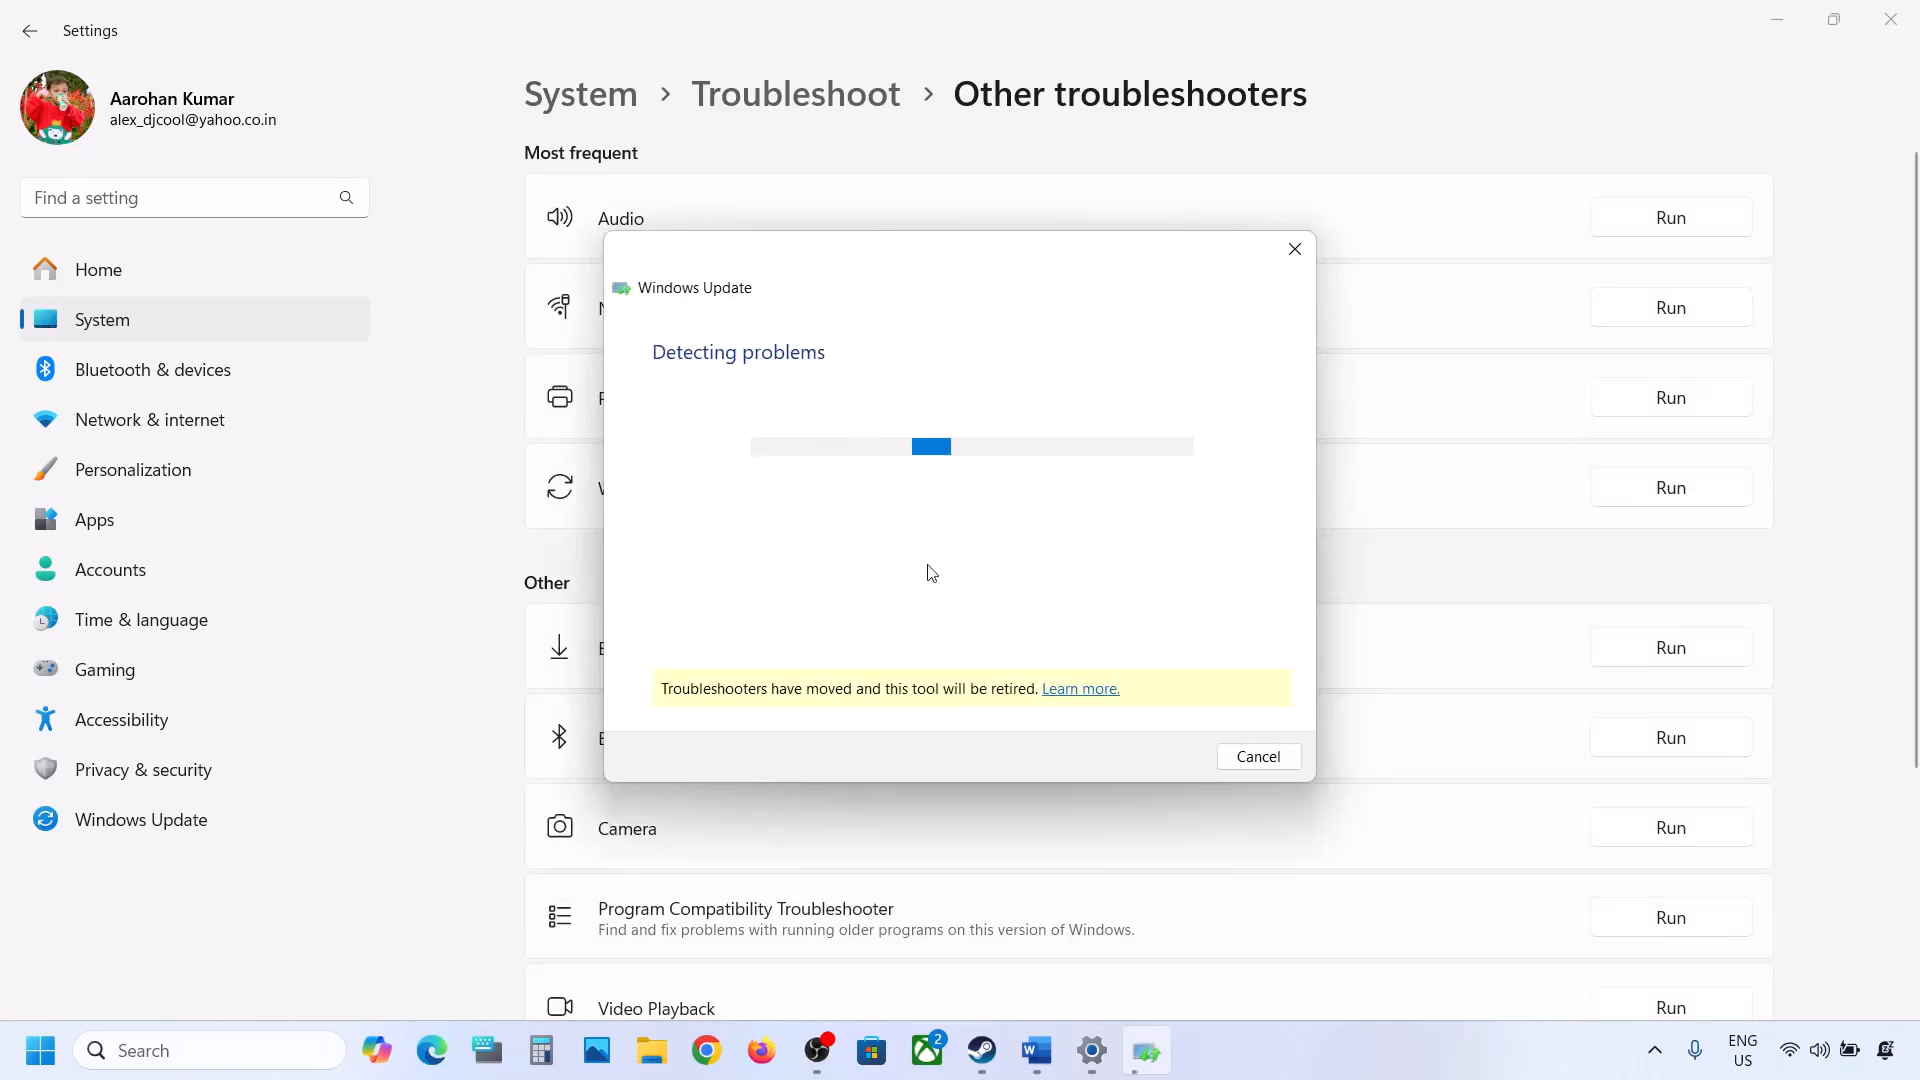 Settings
Aarohan Kumar
alex_djcool@yahoo.co.in
Find a setting
Home
System
Bluetooth & devices
Network & internet
Personalization
Apps
Accounts
Time & language
Gaming
Accessibility
Privacy & security
Windows Update
System > Troubleshoot > Other troubleshooters
Most frequent
Audio
Run
Run
Run
Run
Windows Update
Detecting problems
Troubleshooters have moved and this tool will be retired. Learn more.
Cancel
Other
Run
Run
Camera
Run
Program Compatibility Troubleshooter
Find and fix problems with running older programs on this version of Windows.
Run
Video Playback
Run
Search
2
ENG
US